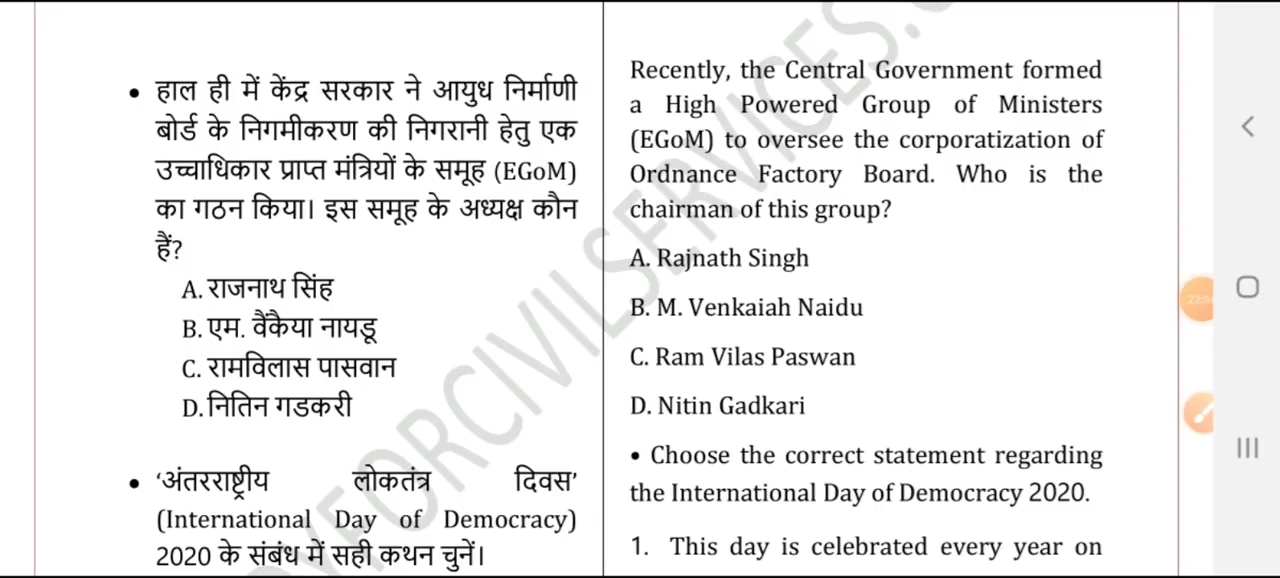 • हाल ही में केंद्र सरकार ने आयुध निर्माणी
बोर्ड के निगमीकरण की निगरानी हेतु एक
उच्चाधिकार प्राप्त मंत्रियों के समूह (EGoM)
का गठन किया। इस समूह के अध्यक्ष कौन
हैं?
A. राजनाथ सिंह
B. एम. वैंकैया नायडू
C. रामविलास पासवान
D. नितिन गडकरी
• ‘अंतरराष्ट्रीय लोकतंत्र दिवस’
(International Day of Democracy)
2020 के संबंध में सही कथन चुनें।
Recently, the Central Government formed
a High Powered Group of Ministers
(EGoM) to oversee the corporatization of
Ordnance Factory Board. Who is the
chairman of this group?
A. Rajnath Singh
B. M. Venkaiah Naidu
C. Ram Vilas Paswan
D. Nitin Gadkari
• Choose the correct statement regarding
the International Day of Democracy 2020.
1. This day is celebrated every year on
YFORCIVILSERVICES.